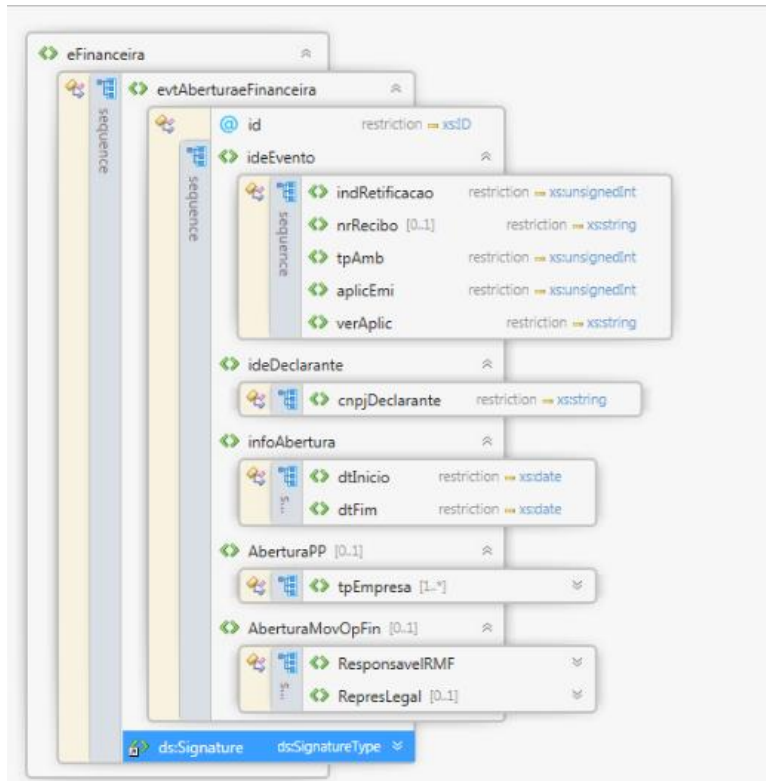 eFinanceira
sequence
evtAberturaeFinanceira
sequence
@ id restriction xs:ID
ideEvento
sequence
indRetificacao restriction xs:unsignedInt
nrRecibo [0..1] restriction xs:string
tpAmb restriction xs:unsignedInt
aplicEmi restriction xs:unsignedInt
verAplic restriction xs:string
ideDeclarante
cnpjDeclarante restriction xs:string
infoAbertura
s...
dtInicio restriction xs:date
dtFim restriction xs:date
AberturaPP [0..1]
tpEmpresa [1..*]
AberturaMovOpFin [0..1]
s...
ResponsavelRMF
RepresLegal [0..1]
ds:Signature ds:SignatureType